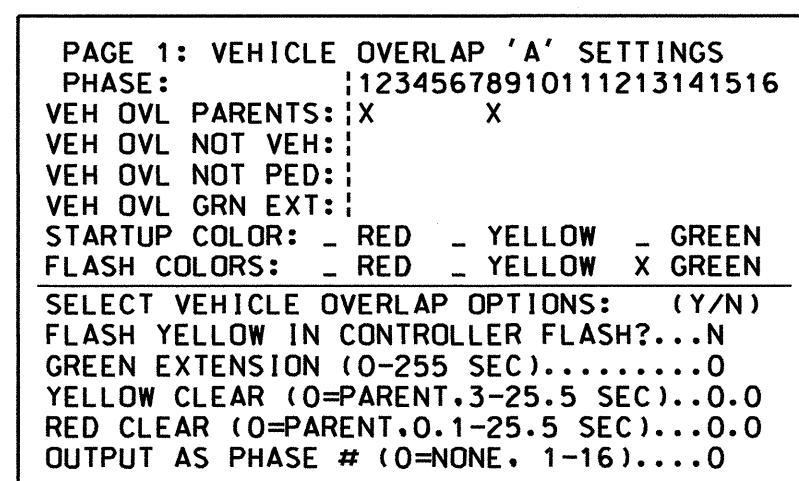 PAGE 1: VEHICLE OVERLAP 'A' SETTINGS
PHASE: ¦12345678910111213141516
VEH OVL PARENTS:¦X      X
VEH OVL NOT VEH:¦
VEH OVL NOT PED:¦
VEH OVL GRN EXT:¦
STARTUP COLOR: _ RED _ YELLOW _ GREEN
FLASH COLORS: _ RED _ YELLOW X GREEN
SELECT VEHICLE OVERLAP OPTIONS: (Y/N)
FLASH YELLOW IN CONTROLLER FLASH?...N
GREEN EXTENSION (0-255 SEC).........0
YELLOW CLEAR (0=PARENT,3-25.5 SEC)..0.0
RED CLEAR (0=PARENT,0.1-25.5 SEC)...0.0
OUTPUT AS PHASE # (0=NONE, 1-16)....0